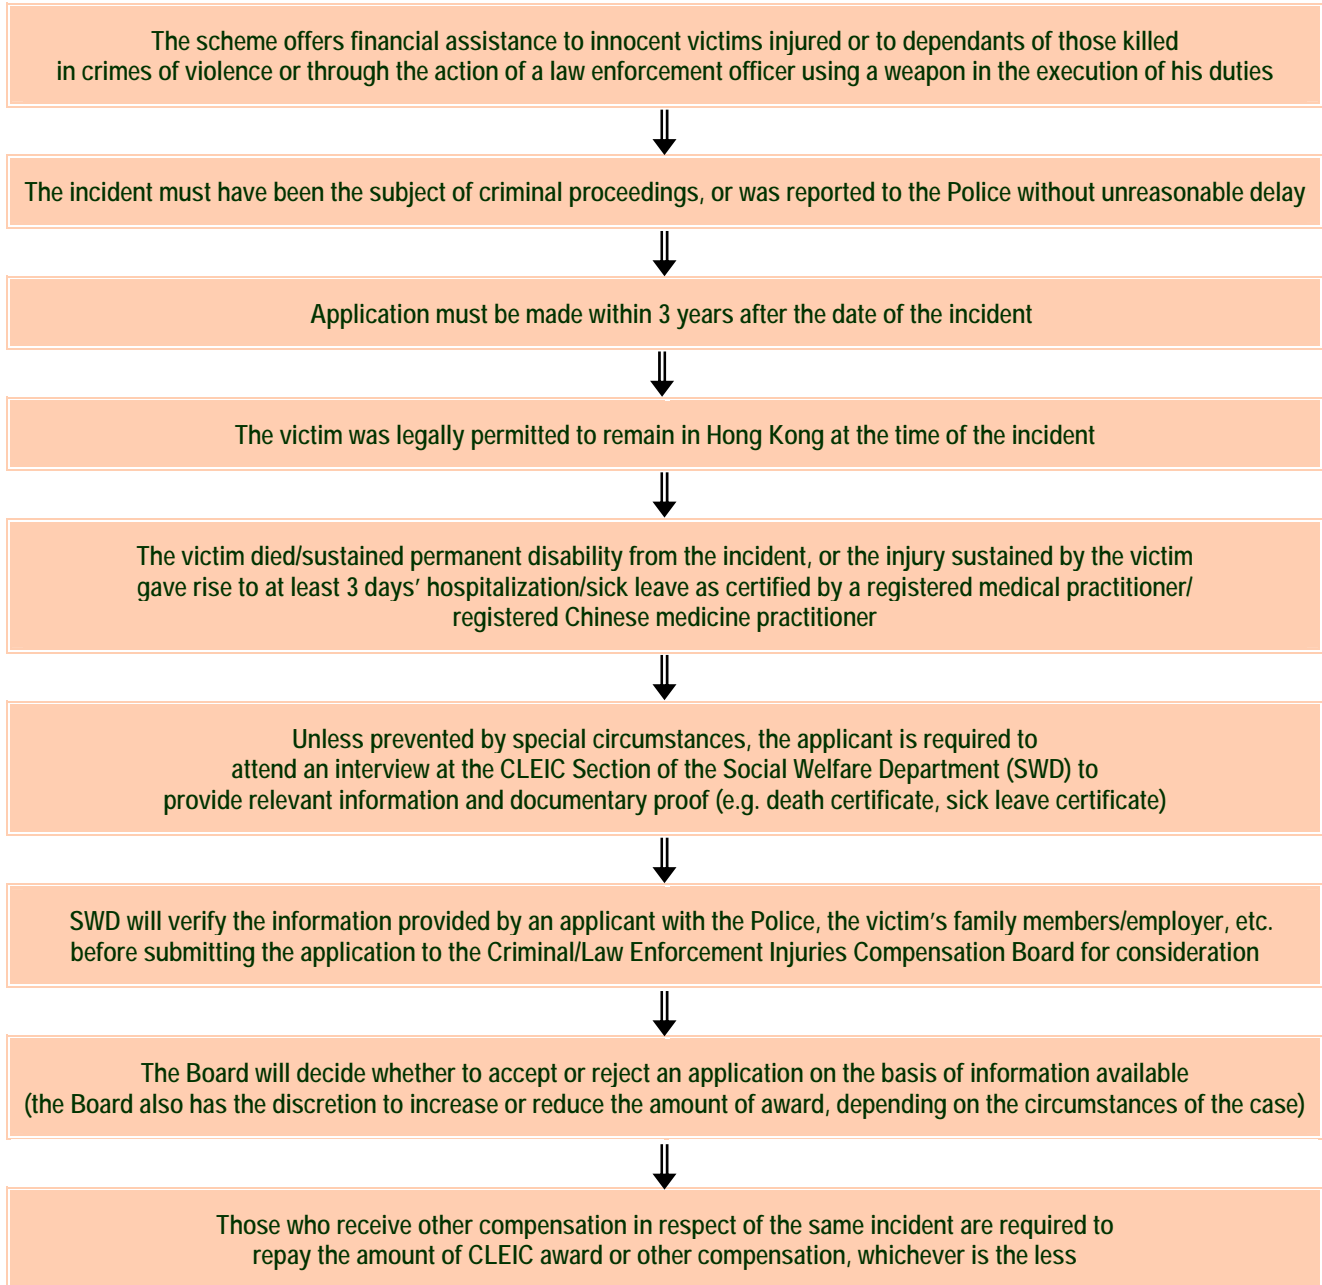 The scheme offers financial assistance to innocent victims injured or to dependants of those killed
in crimes of violence or through the action of a law enforcement officer using a weapon in the execution of his duties
The incident must have been the subject of criminal proceedings, or was reported to the Police without unreasonable delay
Application must be made within 3 years after the date of the incident
The victim was legally permitted to remain in Hong Kong at the time of the incident
The victim died/sustained permanent disability from the incident, or the injury sustained by the victim
gave rise to at least 3 days’ hospitalization/sick leave as certified by a registered medical practitioner/
registered Chinese medicine practitioner
Unless prevented by special circumstances, the applicant is required to
attend an interview at the CLEIC Section of the Social Welfare Department (SWD) to
provide relevant information and documentary proof (e.g. death certificate, sick leave certificate)
SWD will verify the information provided by an applicant with the Police, the victim’s family members/employer, etc.
before submitting the application to the Criminal/Law Enforcement Injuries Compensation Board for consideration
The Board will decide whether to accept or reject an application on the basis of information available
(the Board also has the discretion to increase or reduce the amount of award, depending on the circumstances of the case)
Those who receive other compensation in respect of the same incident are required to
repay the amount of CLEIC award or other compensation, whichever is the less